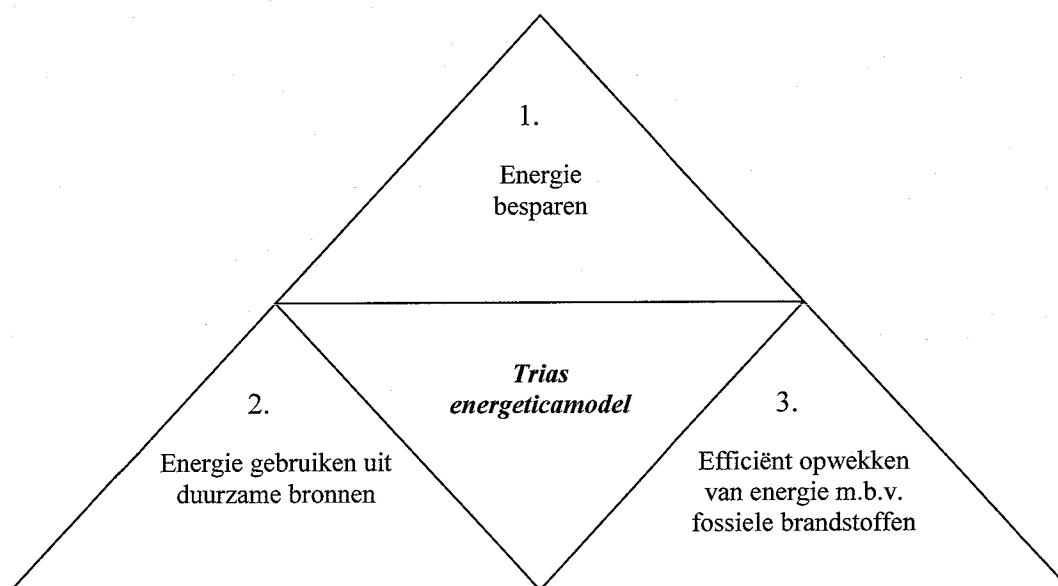 1.
Energie
besparen
Trias
energeticamodel
2.
Energie gebruiken uit
duurzame bronnen
3.
Efficiënt opwekken
van energie m.b.v.
fossiele brandstoffen